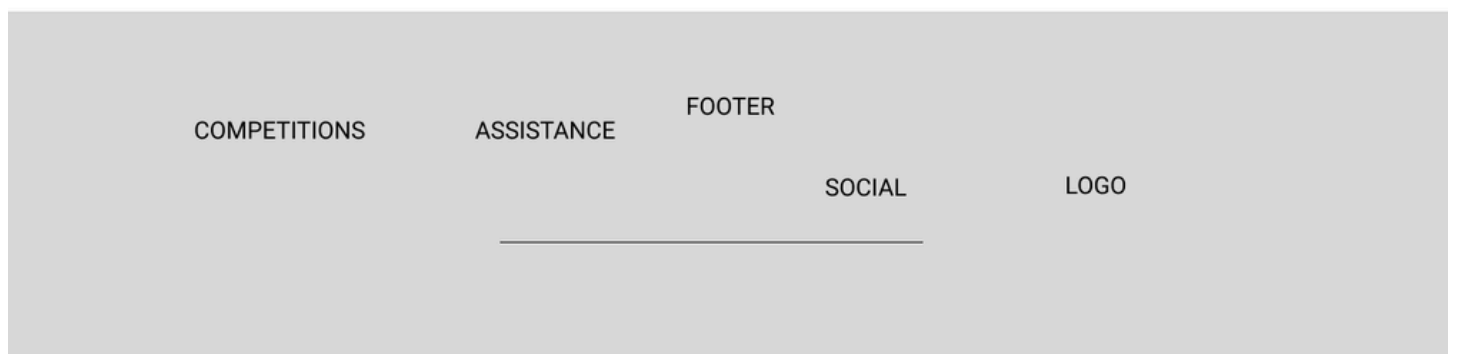 FOOTER
COMPETITIONS
ASSISTANCE
SOCIAL
LOGO